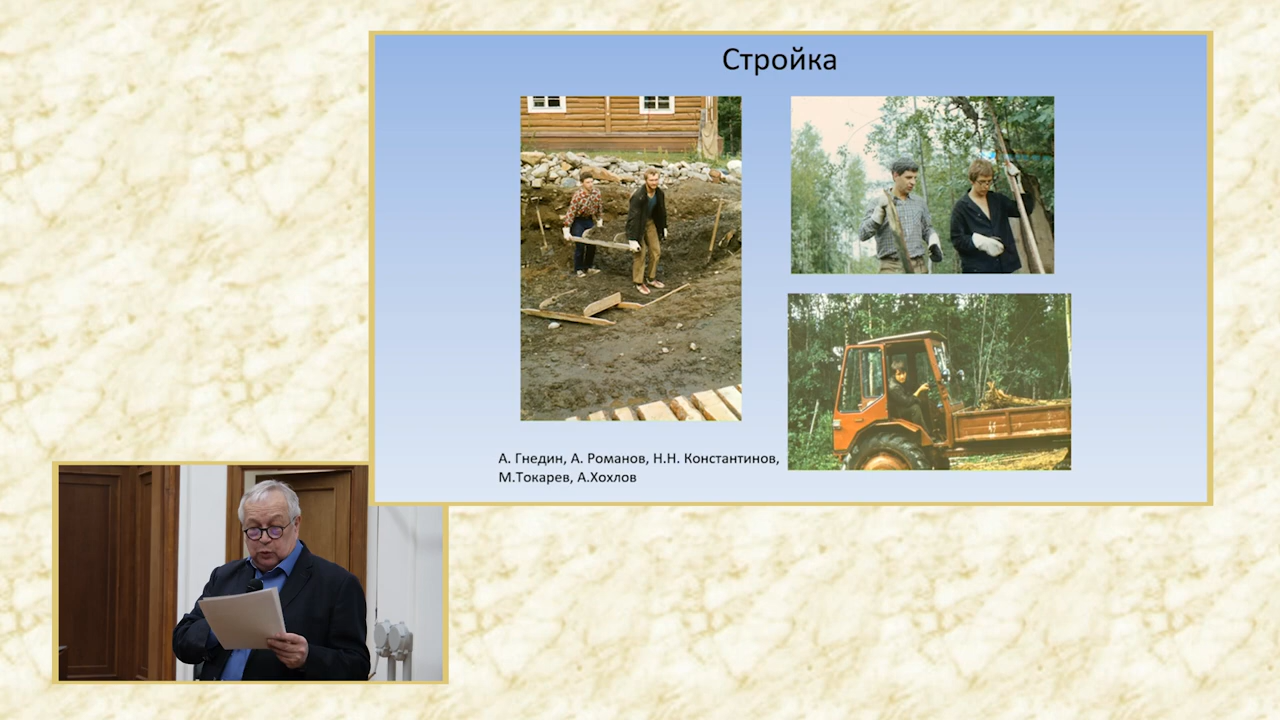 Стройка
А. Гнедин, А. Романов, Н.Н. Константинов,
М.Токарев, А.Хохлов